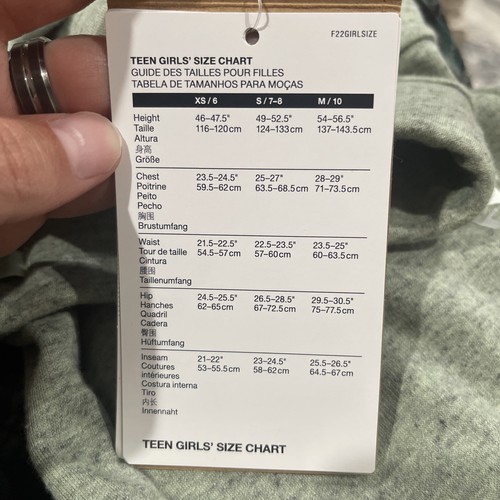 F22GIRLSIZE
TEEN GIRLS' SIZE CHART
GUIDE DES TAILLES POUR FILLES
TABELA DE TAMANHOS PARA MOÇAS
XS / 6 S / 7–8 M / 10
Height 46–47.5" 49–52.5" 54–56.5"
Taille 116–120cm 124–133cm 137–143.5cm
Altura
身高
Größe
Chest 23.5–24.5" 25–27" 28–29"
Poitrine 59.5–62cm 63.5–68.5cm 71–73.5cm
Peito
Pecho
胸围
Brustumfang
Waist 21.5–22.5" 22.5–23.5" 23.5–25"
Tour de taille 54.5–57cm 57–60cm 60–63.5cm
Cintura
腰围
Taillenumfang
Hip 24.5–25.5" 26.5–28.5" 29.5–30.5"
Hanches 62–65cm 67–72.5cm 75–77.5cm
Quadril
Cadera
臀围
Hüftumfang
Inseam 21–22" 23–24.5" 25.5–26.5"
Coutures 53–55.5cm 58–62cm 64.5–67cm
intérieures
Costura interna
Tiro
内长
Innennaht
TEEN GIRLS' SIZE CHART